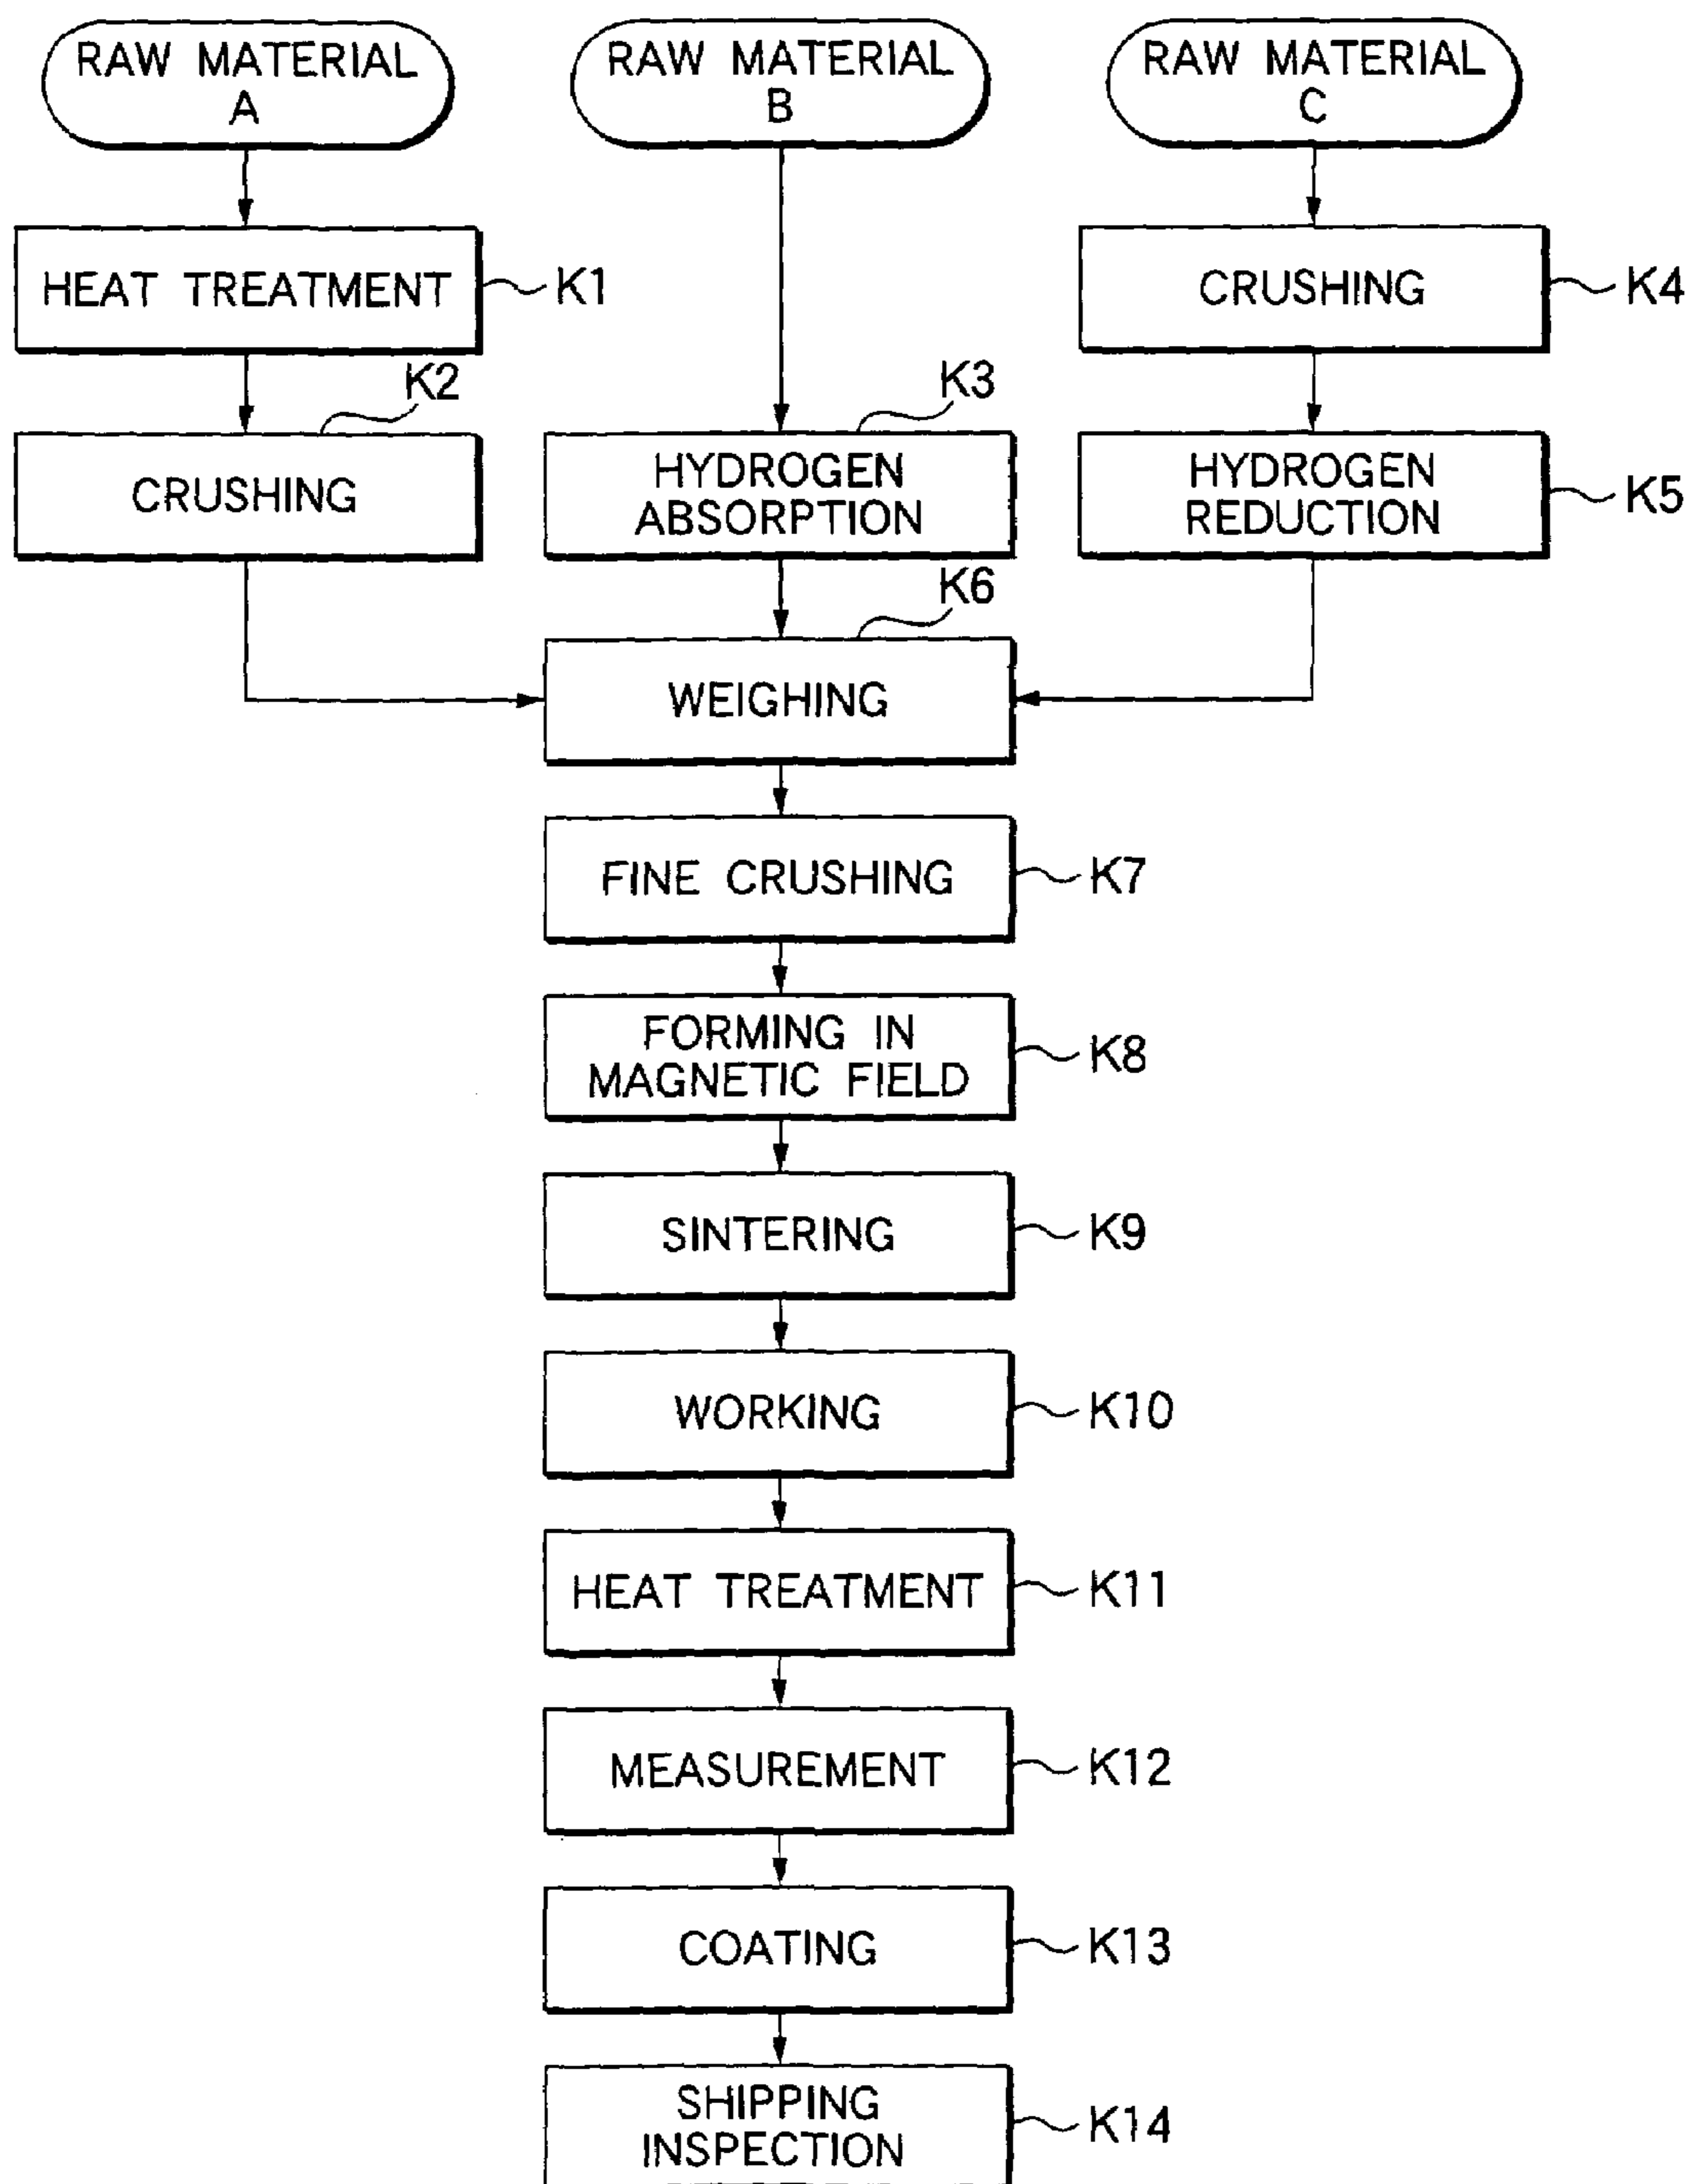 RAW MATERIAL
A
RAW MATERIAL
B
RAW MATERIAL
C
HEAT TREATMENT
K1
CRUSHING
K4
K2
CRUSHING
K3
HYDROGEN
ABSORPTION
HYDROGEN
REDUCTION
K5
K6
WEIGHING
FINE CRUSHING
K7
FORMING IN
MAGNETIC FIELD
K8
SINTERING
K9
WORKING
K10
HEAT TREATMENT
K11
MEASUREMENT
K12
COATING
K13
SHIPPING
INSPECTION
K14